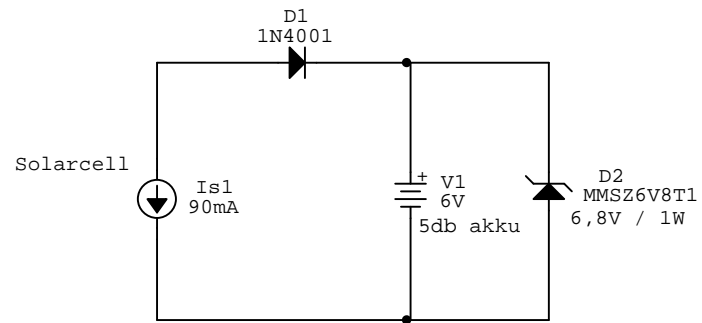 D1
1N4001
Solarcell
Is1
90mA
+
V1
6V
5db akku
D2
MMSZ6V8T1
6,8V / 1W